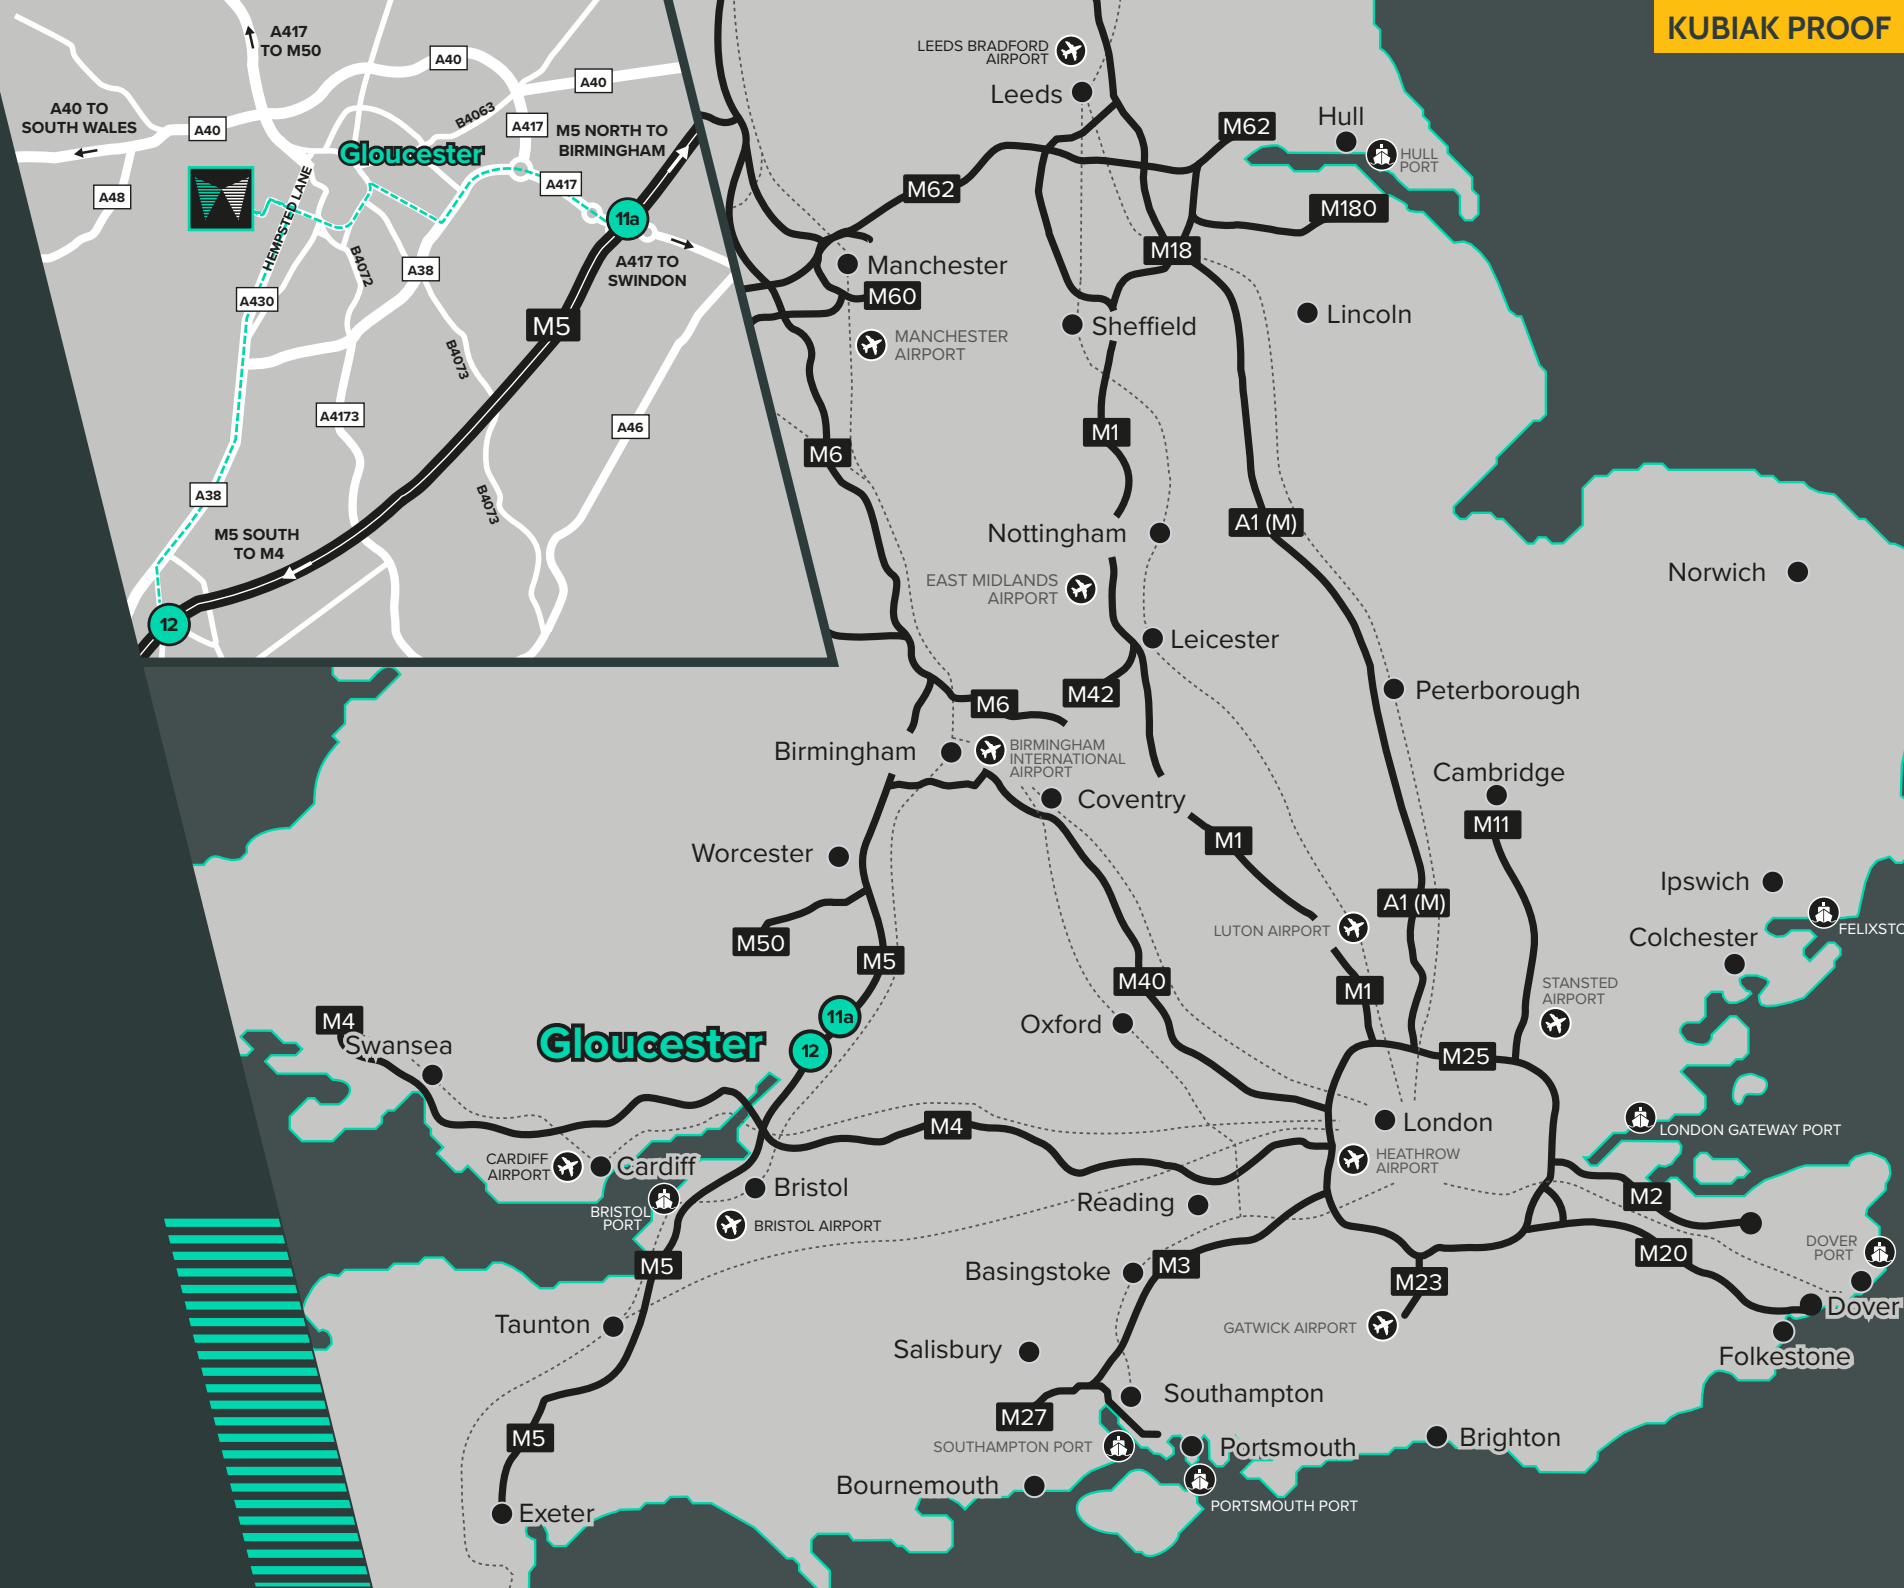 KUBIAK PROOF
A417
TO M50
A40
A40
A40 TO
SOUTH WALES
A40
B4063
A417
M5 NORTH TO
BIRMINGHAM
Gloucester
A48
A417
11a
HEMPSTED LANE
B4072
A38
A417 TO
SWINDON
A430
M5
B4073
A4173
A46
A38
B4073
M5 SOUTH
TO M4
12
LEEDS BRADFORD
AIRPORT
Leeds
M62
Hull
HULL
PORT
M62
M180
M18
Manchester
M60
MANCHESTER
AIRPORT
Sheffield
Lincoln
M1
M6
A1 (M)
Nottingham
Norwich
EAST MIDLANDS
AIRPORT
Leicester
M42
M6
Peterborough
Birmingham
BIRMINGHAM
INTERNATIONAL
AIRPORT
Cambridge
Coventry
M11
M1
Worcester
Ipswich
A1 (M)
FELIXSTO
LUTON AIRPORT
Colchester
M50
M5
M40
M1
STANSTED
AIRPORT
11a
M4
Swansea
Gloucester
12
Oxford
M25
London
M4
LONDON GATEWAY PORT
CARDIFF
AIRPORT
Cardiff
HEATHROW
AIRPORT
Bristol
Reading
M2
BRISTOL
PORT
BRISTOL AIRPORT
DOVER
PORT
M20
M5
Basingstoke
M3
M23
Dover
Taunton
GATWICK AIRPORT
Salisbury
Folkestone
Southampton
M27
M5
SOUTHAMPTON PORT
Portsmouth
Brighton
Bournemouth
PORTSMOUTH PORT
Exeter